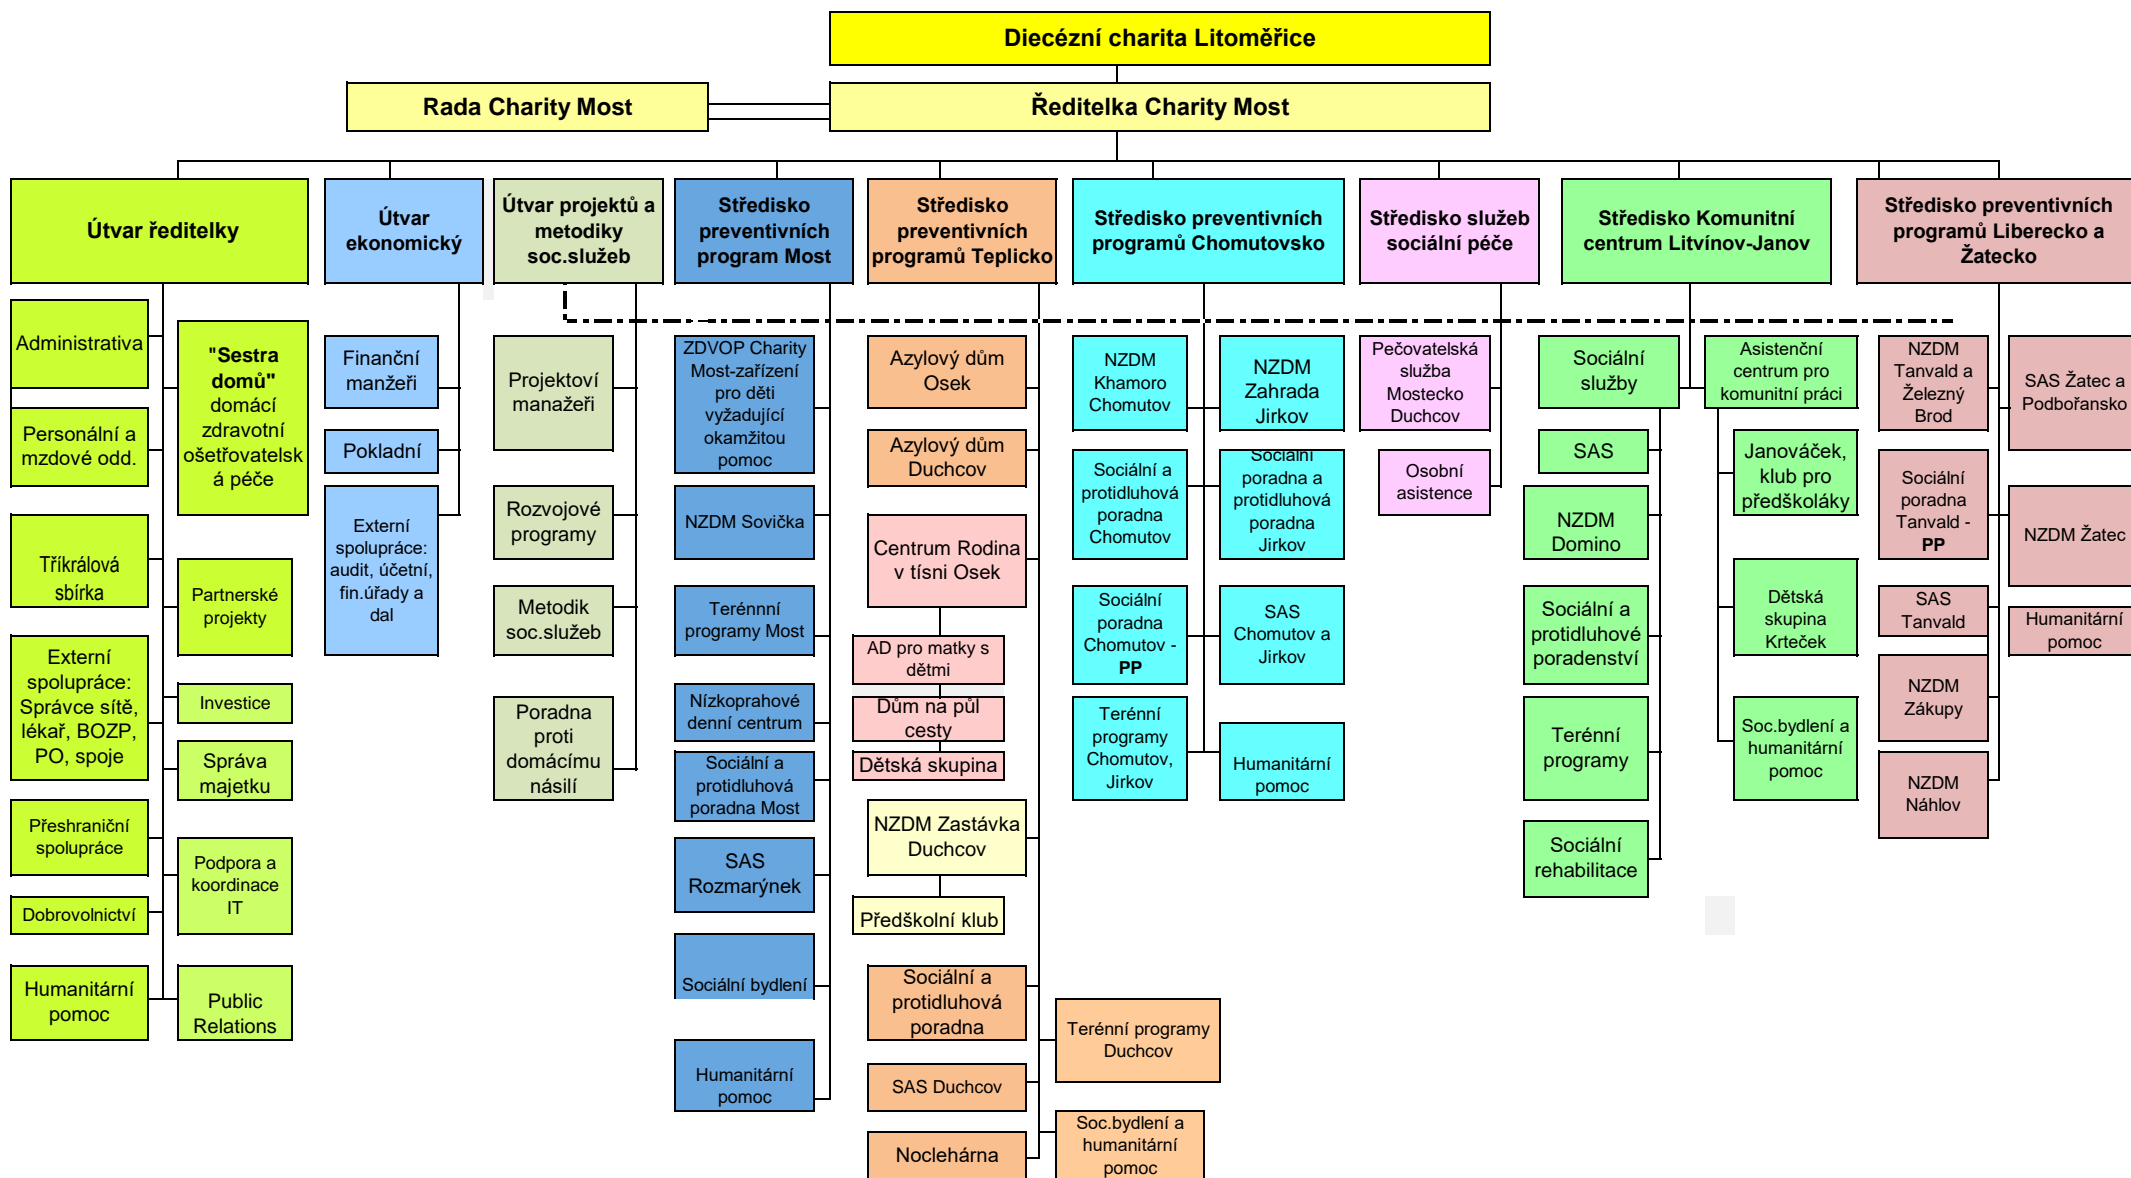 Diecézní charita Litoměřice
Rada Charity Most
Ředitelka Charity Most
Útvar ředitelky
Administrativa
"Sestra
domů"
domácí
zdravotní
ošetřovatelsk
á péče
Personální a
mzdové odd.
Tříkrálová
sbírka
Partnerské
projekty
Externí
spolupráce:
Správce sítě,
lékař, BOZP,
PO, spoje
Investice
Správa
majetku
Přeshraniční
spolupráce
Podpora a
koordinace
IT
Dobrovolnictví
Humanitární
pomoc
Public
Relations
Útvar
ekonomický
Finanční
manžeři
Pokladní
Externí
spolupráce:
audit, účetní,
fin.úřady a
dal
Útvar projektů a
metodiky
soc.služeb
Projektoví
manažeři
Rozvojové
programy
Metodik
soc.služeb
Poradna
proti
domácímu
násilí
Středisko
preventivních
program Most
ZDVOP Charity
Most-zařízení
pro děti
vyžadující
okamžitou
pomoc
NZDM Sovička
Terénnní
programy Most
Nízkoprahové
denní centrum
Sociální a
protidluhová
poradna Most
SAS
Rozmarýnek
Sociální bydlení
Humanitární
pomoc
Středisko
preventivních
programů Teplicko
Azylový dům
Osek
Azylový dům
Duchcov
Centrum Rodina
v tísni Osek
AD pro matky s
dětmi
Dům na půl
cesty
Dětská skupina
NZDM Zastávka
Duchcov
Předškolní klub
Sociální a
protidluhová
poradna
Terénní programy
Duchcov
SAS Duchcov
Soc.bydlení a
humanitární
pomoc
Noclehárna
Středisko preventivních
programů Chomutovsko
NZDM
Khamoro
Chomutov
NZDM
Zahrada
Jirkov
Sociální a
protidluhová
poradna
Chomutov
Sociální
poradna a
protidluhová
poradna
Jirkov
Sociální
poradna
Chomutov -
PP
SAS
Chomutov a
Jirkov
Terénní
programy
Chomutov,
Jirkov
Humanitární
pomoc
Středisko služeb
sociální péče
Pečovatelská
služba
Mostecko
Duchcov
Osobní
asistence
Středisko Komunitní
centrum Litvínov-Janov
Sociální
služby
Asistenční
centrum pro
komunitní práci
SAS
Janováček,
klub pro
předškoláky
NZDM
Domino
Dětská
skupina
Krteček
Sociální a
protidluhové
poradenství
Soc.bydlení a
humanitární
pomoc
Terénní
programy
Sociální
rehabilitace
Středisko preventivních
programů Liberecko a
Žatecko
NZDM
Tanvald a
Železný
Brod
SAS Žatec a
Podbořansko
Sociální
poradna
Tanvald -
PP
NZDM Žatec
SAS
Tanvald
Humanitární
pomoc
NZDM
Zákupy
NZDM
Náhlov